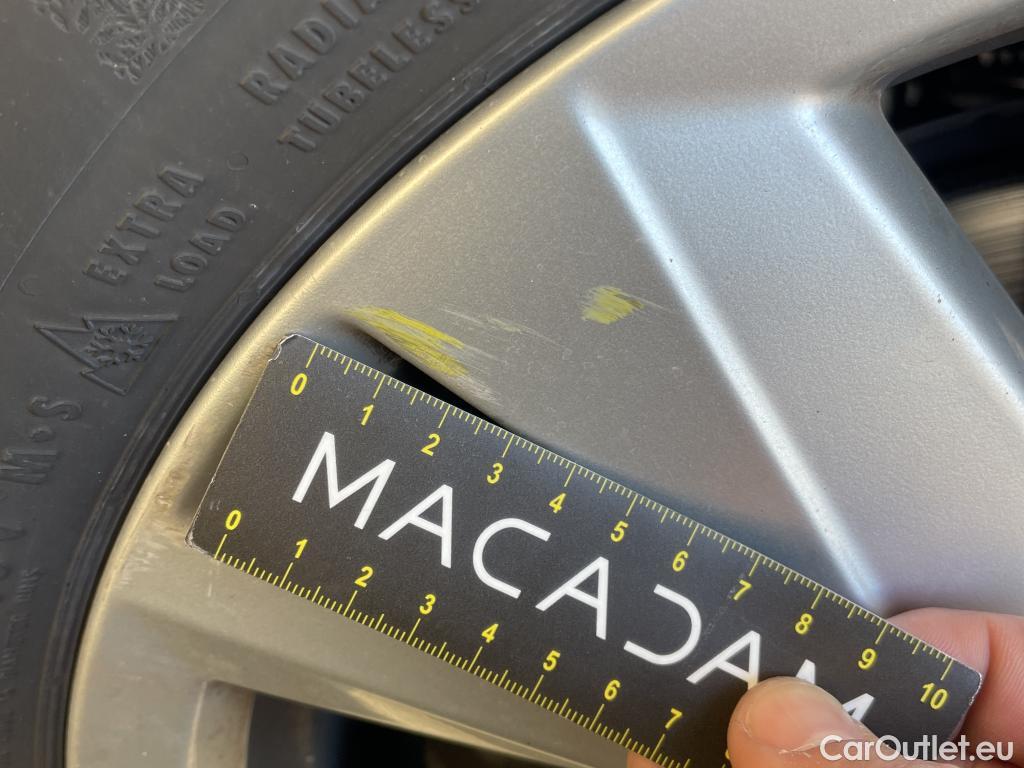 RADIAL
TUBELESS
EXTRA
LOAD
M•S
0 1 2 3 4 5 6 7 8 9 10
MACADAM
0 1 2 3 4 5 6 7
CarOutlet.eu